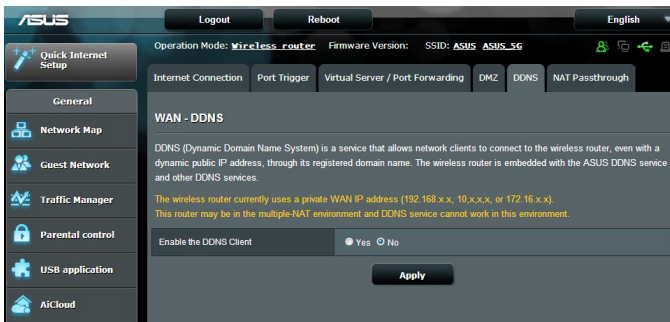 ASUS
Logout
Reboot
English
Operation Mode: Wireless router Firmware Version: SSID: ASUS ASUS_5G
Quick Internet
Setup
Internet Connection
Port Trigger
Virtual Server / Port Forwarding
DMZ
DDNS
NAT Passthrough
General
Network Map
Guest Network
Traffic Manager
Parental control
USB application
AiCloud
WAN - DDNS
DDNS (Dynamic Domain Name System) is a service that allows network clients to connect to the wireless router, even with a
dynamic public IP address, through its registered domain name. The wireless router is embedded with the ASUS DDNS service
and other DDNS services.
The wireless router currently uses a private WAN IP address (192.168.x.x, 10,x,x,x, or 172.16.x.x).
This router may be in the multiple-NAT environment and DDNS service cannot work in this environment.
Enable the DDNS Client
Yes No
Apply